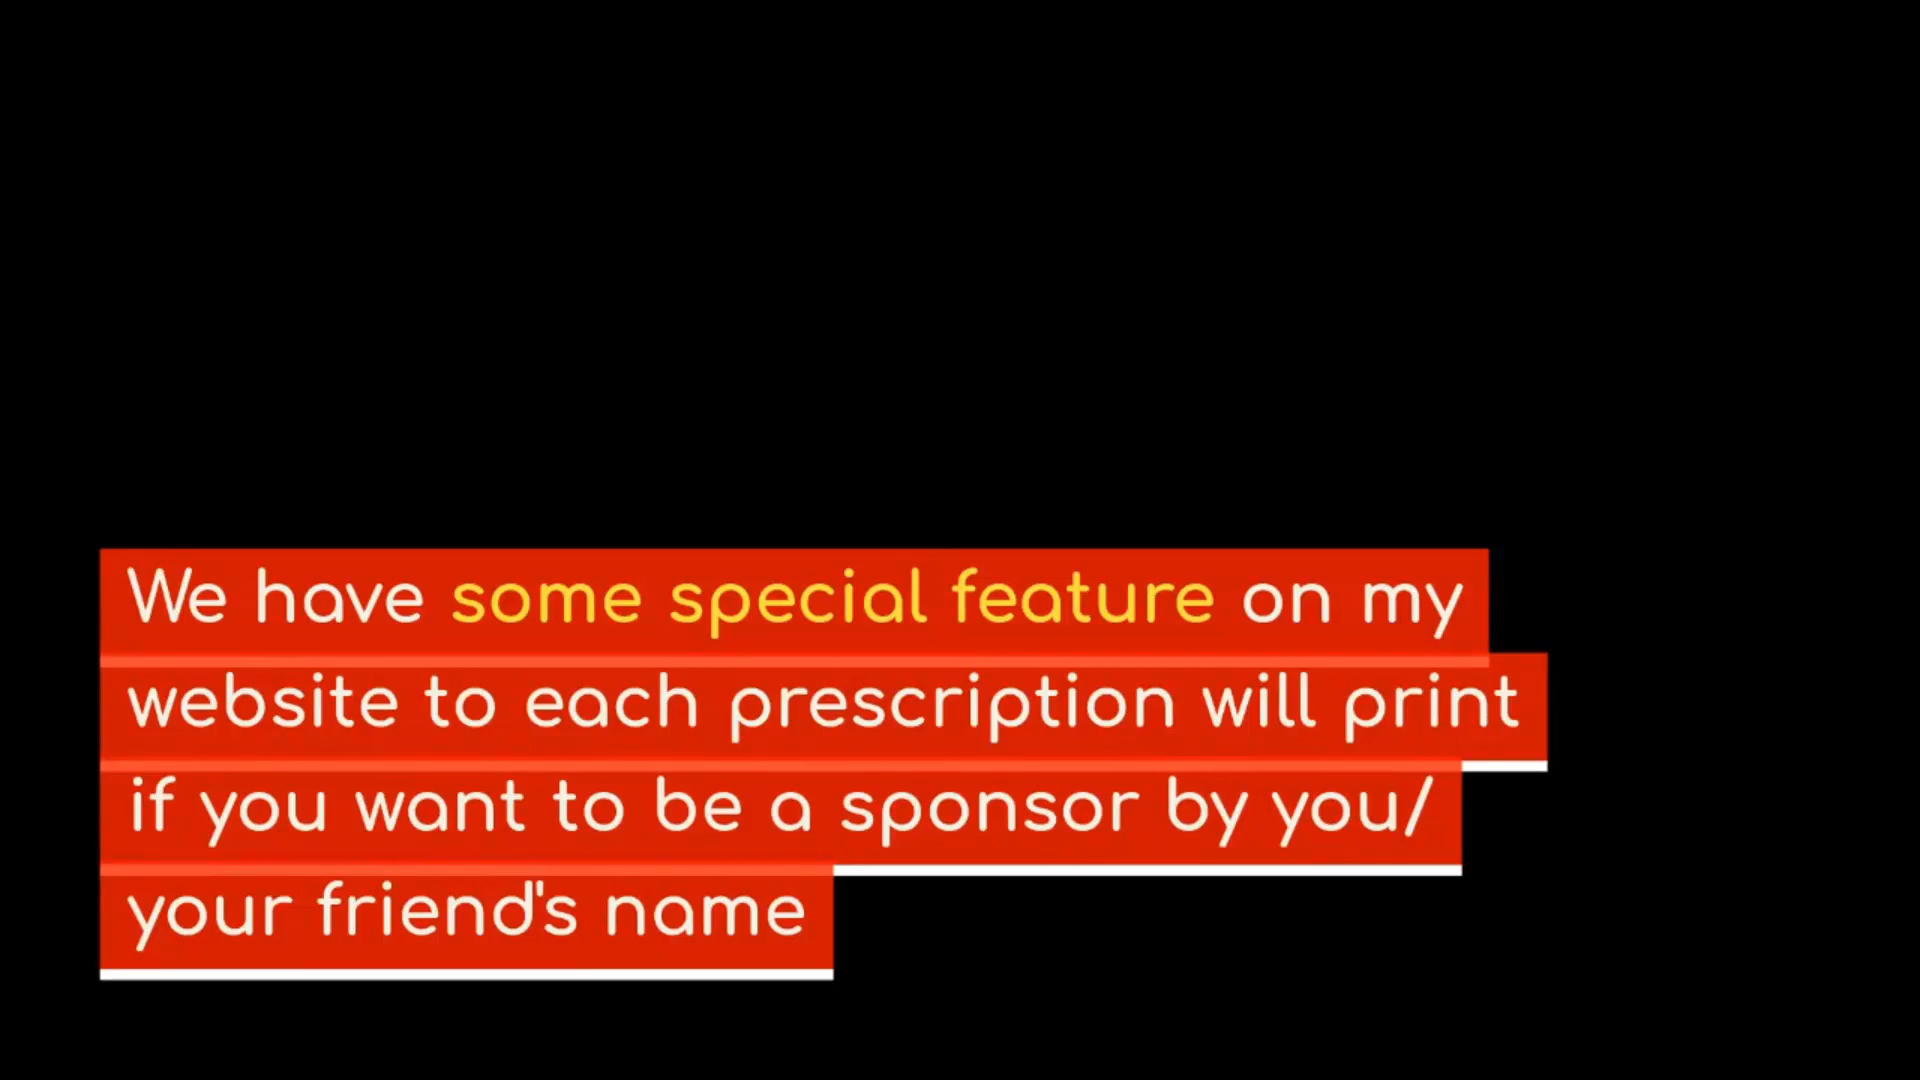 We have some special feature on my
website to each prescription will print
if you want to be a sponsor by you/
your friend's name